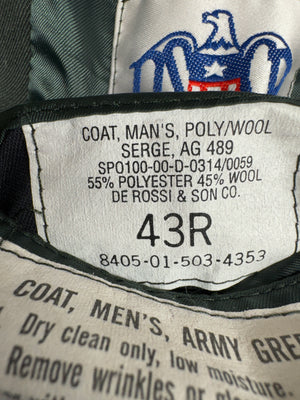 COAT, MAN'S, POLY/WOOL
SERGE, AG 489
SPO100-00-D-0314/0059
55% POLYESTER 45% WOOL
DE ROSSI & SON CO.
43R
8405-01-503-4353
COAT, MEN'S, ARMY GREE
Dry clean only, low moisture.
Remove wrinkles or